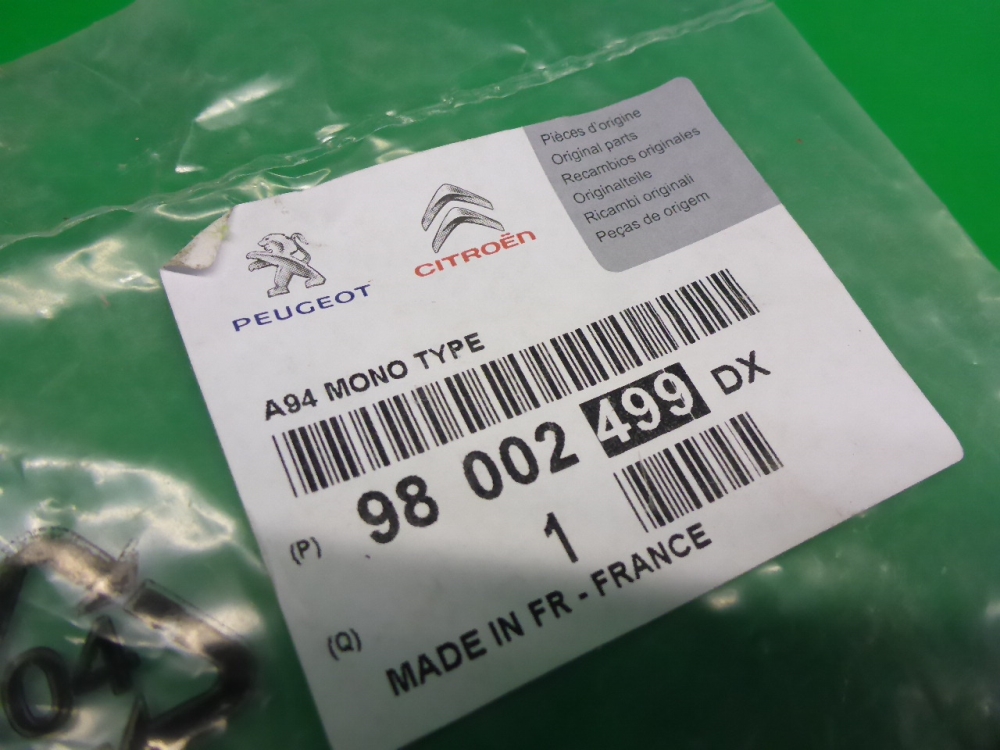 Pièces d'origine
Original parts
Recambios originales
Originalteile
Ricambi originali
Peças de origem
PEUGEOT
CITROËN
A94 MONO TYPE
(P) 98 002 499 DX
(Q) 1
MADE IN FR - FRANCE
04